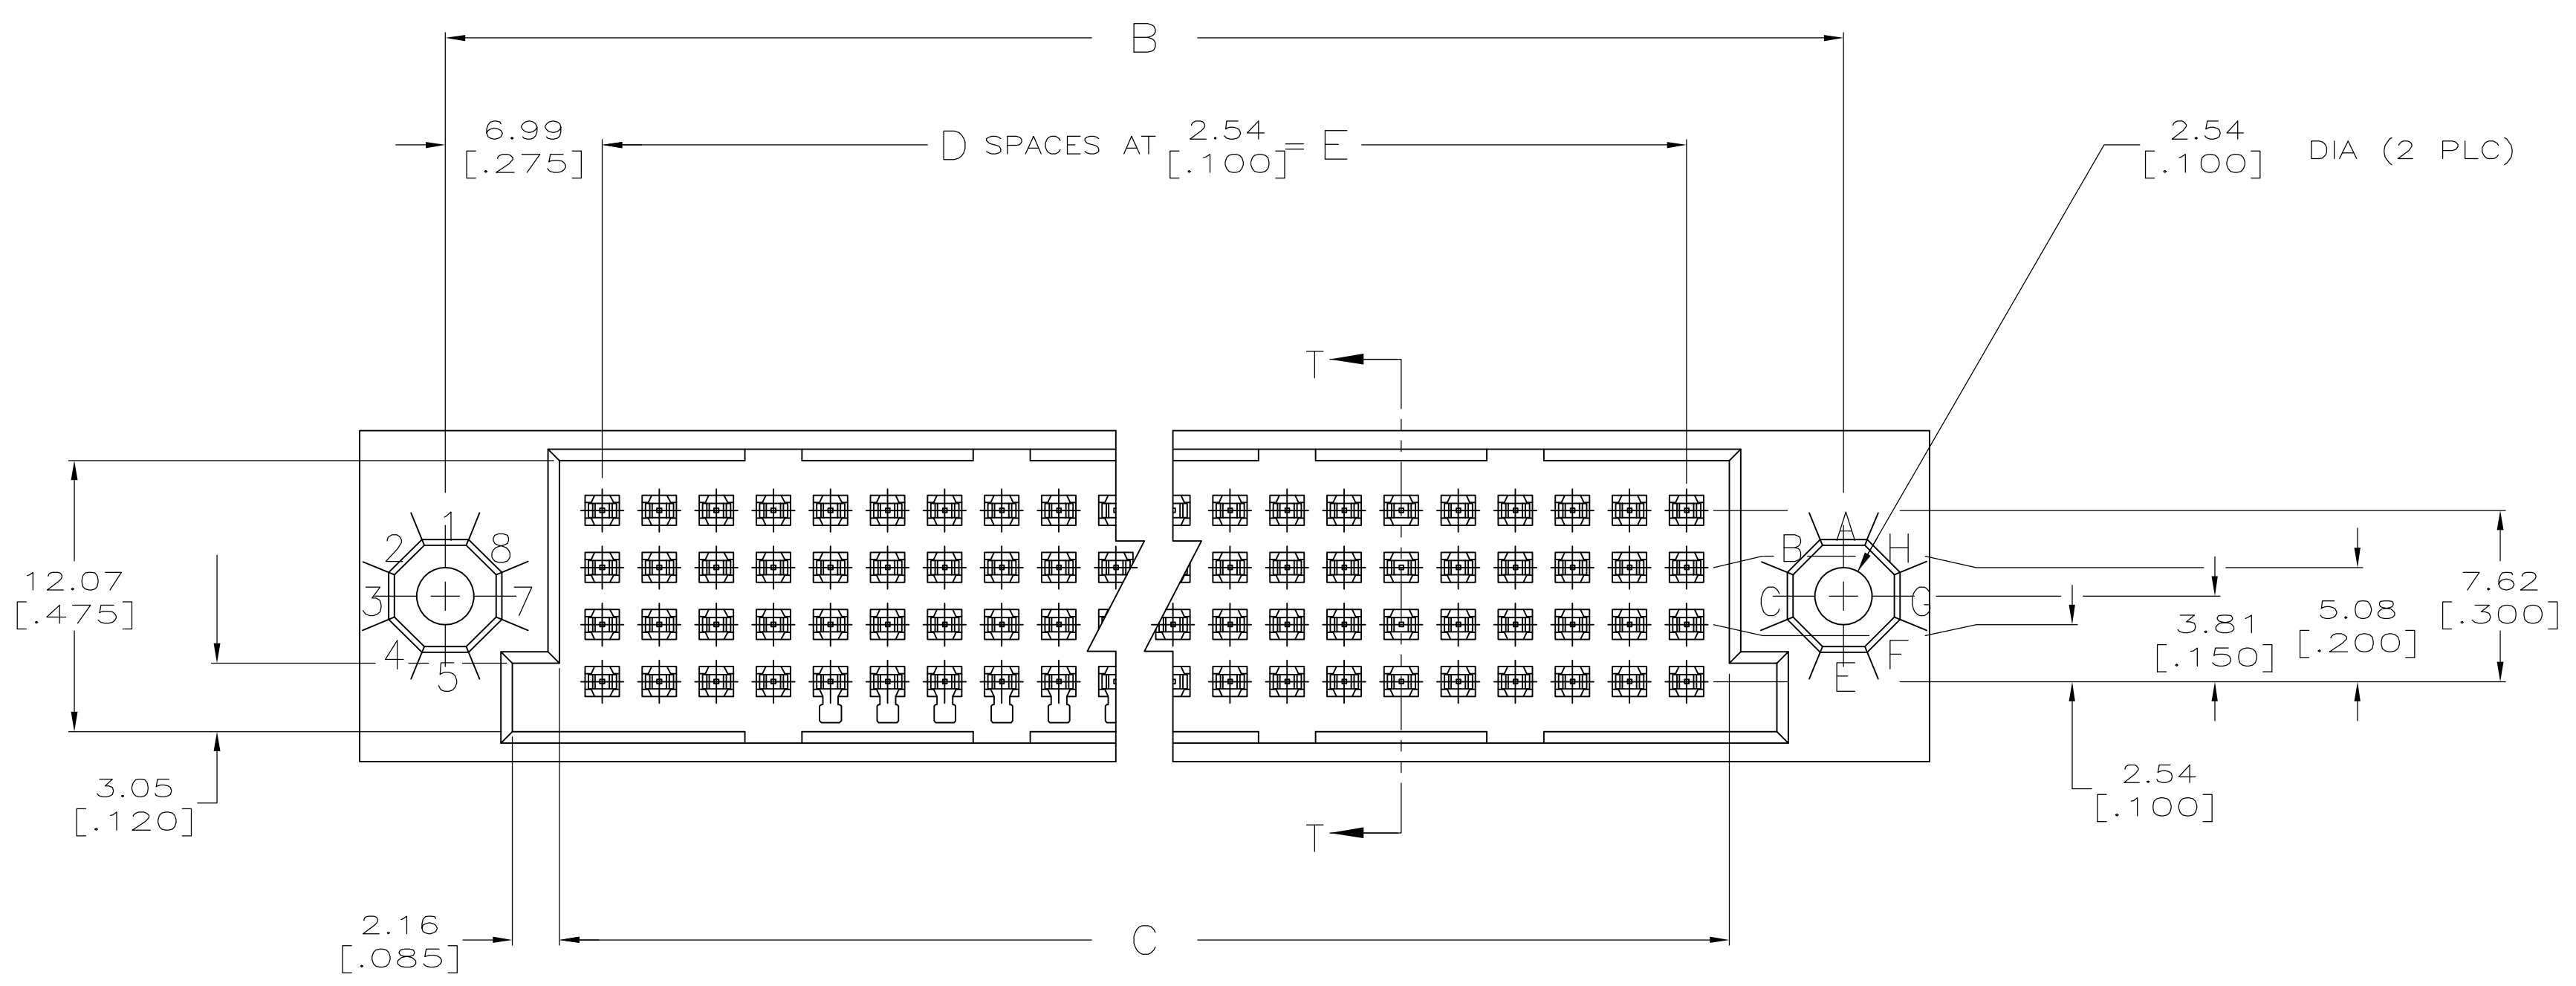 B
6.99
[.275]
D SPACES AT 2.54
[.100] = E
2.54
[.100] DIA (2 PLC)
T
1
2
8
3
7
4
5
A
B
H
C
G
F
E
12.07
[.475]
7.62
[.300]
5.08
[.200]
3.81
[.150]
3.05
[.120]
2.54
[.100]
T
2.16
[.085]
C